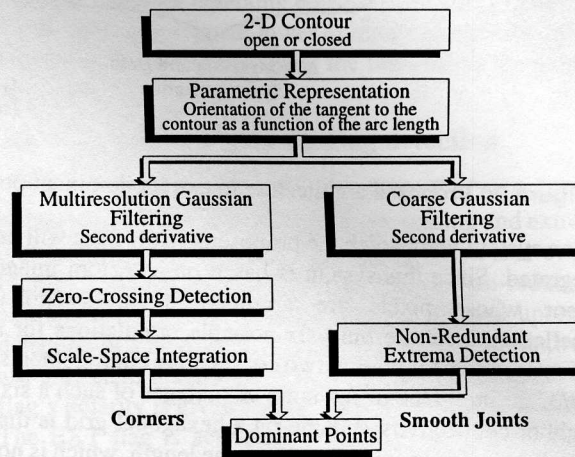 2-D Contour
open or closed
Parametric Representation
Orientation of the tangent to the
contour as a function of the arc length
Multiresolution Gaussian
Filtering
Second derivative
Zero-Crossing Detection
Scale-Space Integration
Corners
Coarse Gaussian
Filtering
Second derivative
Non-Redundant
Extrema Detection
Smooth Joints
Dominant Points